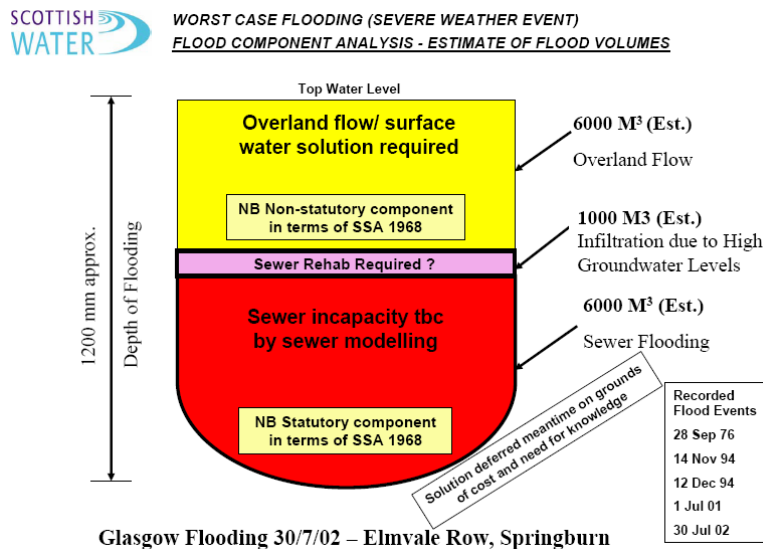 SCOTTISH
WATER
WORST CASE FLOODING (SEVERE WEATHER EVENT)
FLOOD COMPONENT ANALYSIS - ESTIMATE OF FLOOD VOLUMES
Top Water Level
Overland flow/ surface
water solution required
NB Non-statutory component
in terms of SSA 1968
Sewer Rehab Required ?
Sewer incapacity tbc
by sewer modelling
NB Statutory component
in terms of SSA 1968
1200 mm approx.
Depth of Flooding
6000 M³ (Est.)
Overland Flow
1000 M3 (Est.)
Infiltration due to High
Groundwater Levels
6000 M³ (Est.)
Sewer Flooding
Solution deferred meantime on grounds
of cost and need for knowledge
Recorded
Flood Events
28 Sep 76
14 Nov 94
12 Dec 94
1 Jul 01
30 Jul 02
Glasgow Flooding 30/7/02 – Elmvale Row, Springburn